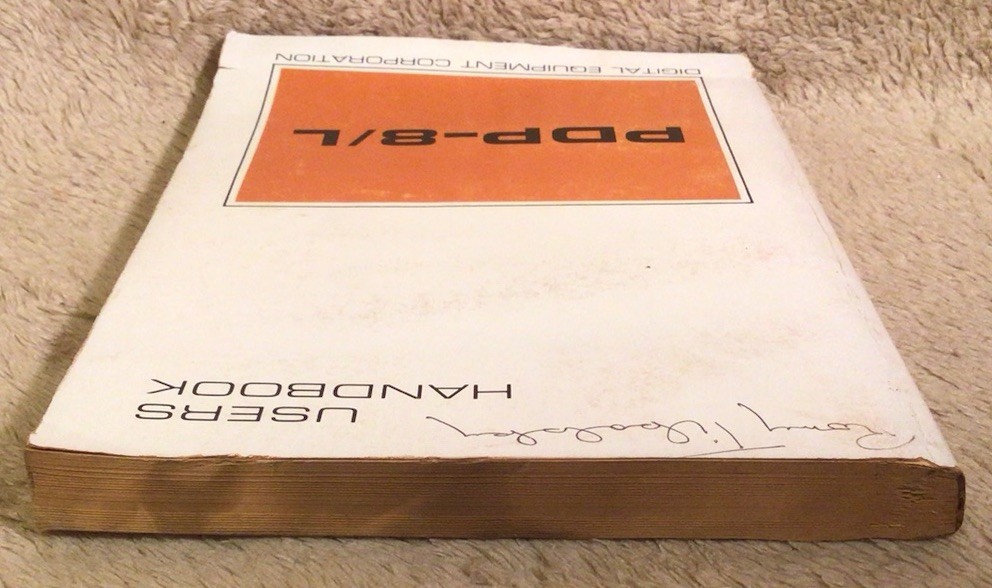 USERS
HANDBOOK
PDP-8/L
DIGITAL EQUIPMENT CORPORATION